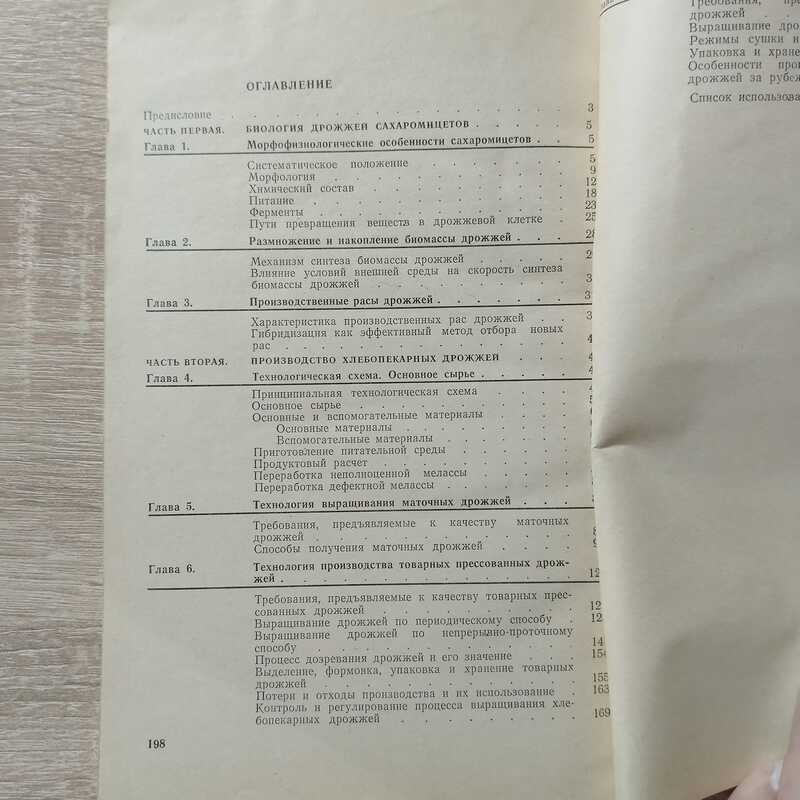 ОГЛАВЛЕНИЕ
Предисловие . . . . . . . . . . . . . . . . 3
ЧАСТЬ ПЕРВАЯ. БИОЛОГИЯ ДРОЖЖЕЙ САХАРОМИЦЕТОВ . . . . . 5
Глава 1. Морфофизиологические особенности сахаромицетов . . 5
Систематическое положение . . . . . . . 5
Морфология . . . . . . . . . . . 9
Химический состав . . . . . . . . . 12
Питание . . . . . . . . . . . . 18
Ферменты . . . . . . . . . . . . 23
Пути превращения веществ в дрожжевой клетке . 25
Глава 2. Размножение и накопление биомассы дрожжей . . .
Механизм синтеза биомассы дрожжей . . . . .
Влияние условий внешней среды на скорость синтеза
биомассы дрожжей . . . . . . . . .
Глава 3. Производственные расы дрожжей . . . . . . .
Характеристика производственных рас дрожжей . .
Гибридизация как эффективный метод отбора новых
рас . . . . . . . . . . . . .
ЧАСТЬ ВТОРАЯ. ПРОИЗВОДСТВО ХЛЕБОПЕКАРНЫХ ДРОЖЖЕЙ . . .
Глава 4. Технологическая схема. Основное сырье . . . . .
Принципиальная технологическая схема . . . .
Основное сырье . . . . . . . . . .
Основные и вспомогательные материалы . . . .
Основные материалы . . . . . . . .
Вспомогательные материалы . . . . . .
Приготовление питательной среды . . . . .
Продуктовый расчет . . . . . . . . .
Переработка неполноценной мелассы . . . . .
Переработка дефектной мелассы . . . . . .
Глава 5. Технология выращивания маточных дрожжей . . . .
Требования, предъявляемые к качеству маточных
дрожжей . . . . . . . . . . . .
Способы получения маточных дрожжей . . . .
Глава 6. Технология производства товарных прессованных дрож-
жей . . . . . . . . . . . . . .
Требования, предъявляемые к качеству товарных прес-
сованных дрожжей . . . . . . . . .
Выращивание дрожжей по периодическому способу .
Выращивание дрожжей по непрерывно-проточному
способу . . . . . . . . . . . .
Процесс дозревания дрожжей и его значение . . . 154
Выделение, формовка, упаковка и хранение товарных
дрожжей . . . . . . . . . . . 155
Потери и отходы производства и их использование . 163
Контроль и регулирование процесса выращивания хле-
бопекарных дрожжей . . . . . . . . 169
198
дрожжей . . .
Выращивание
Режимы сушки и
Упаковка и
Особенности
дрожжей за
Список